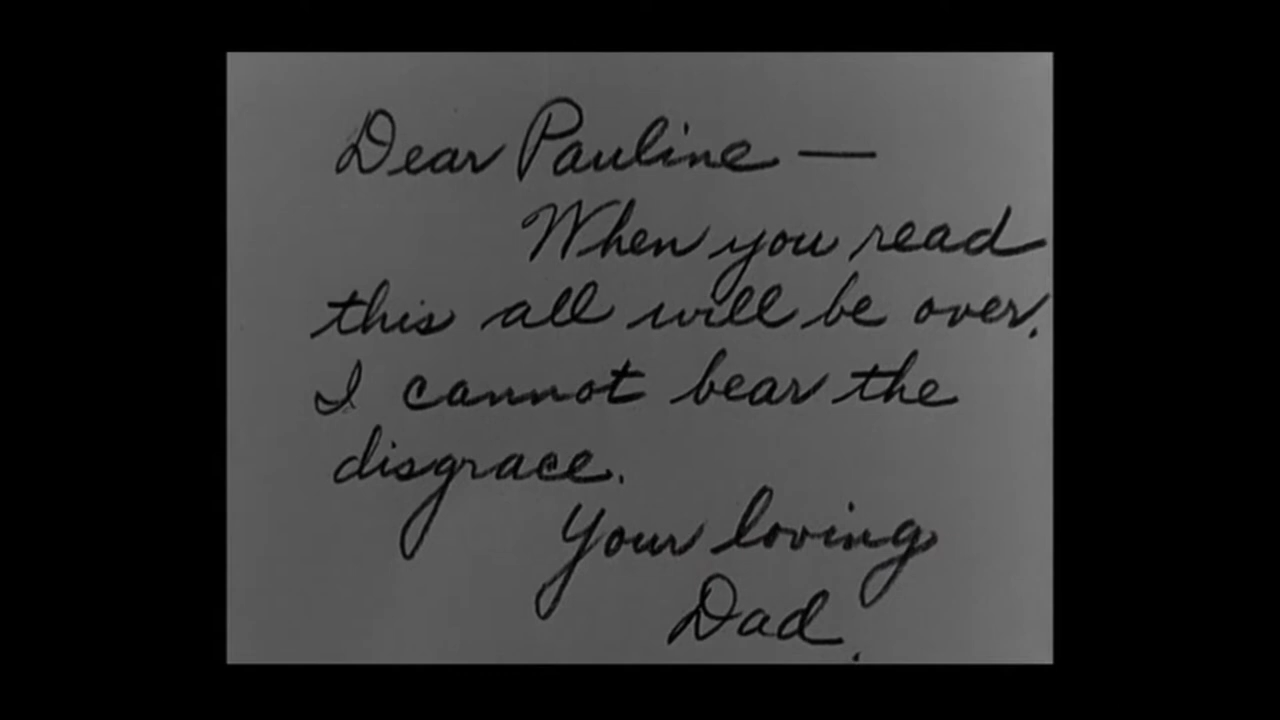 Dear Pauline —
When you read
this all will be over.
I cannot bear the
disgrace.
Your loving
Dad.